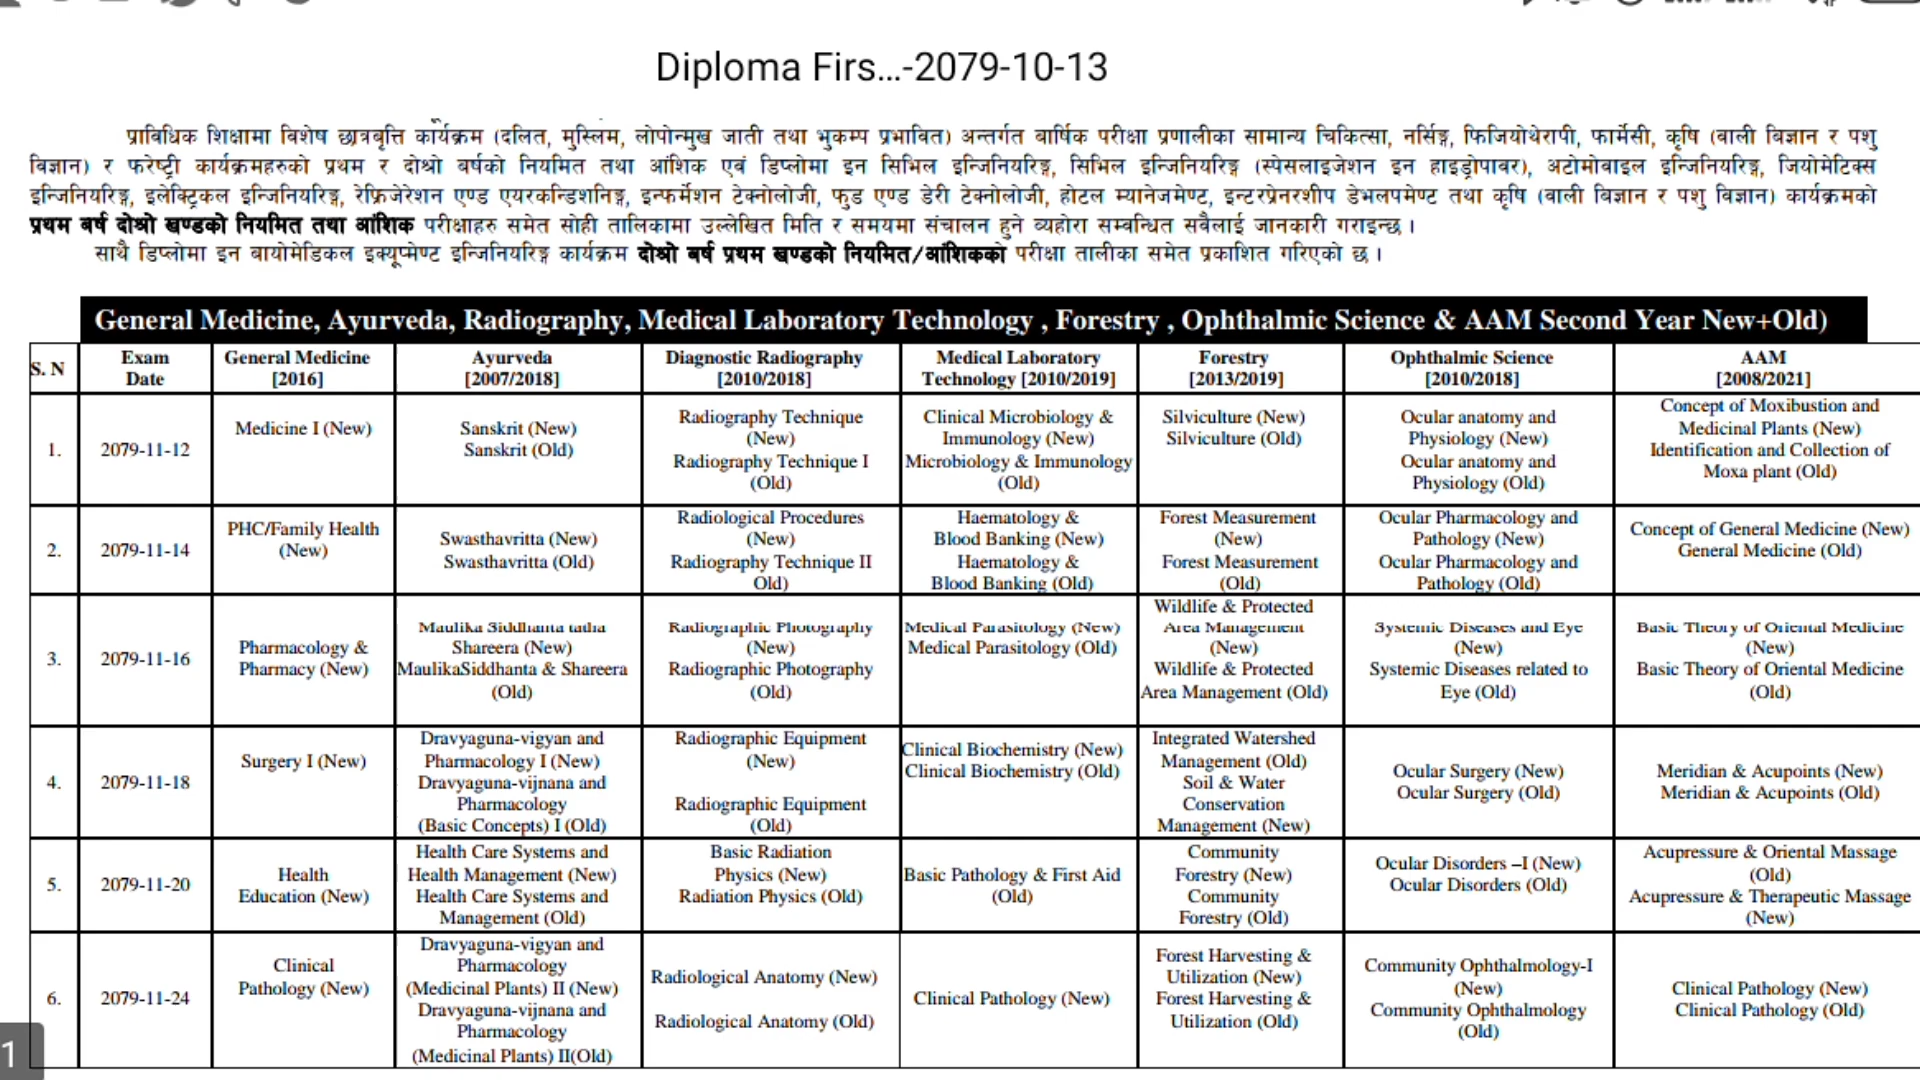 Diploma Firs...-2079-10-13
प्राविधिक शिक्षामा विशेष छात्रबृत्ति कार्यक्रम (दलित, मुस्लिम, लोपोन्मुख जाती तथा भुकम्प प्रभावित) अन्तर्गत बार्षिक परीक्षा प्रणालीका सामान्य चिकित्सा, नर्सिङ्ग, फिजियोथेरापी, फार्मेसी, कृषि (वाली बिज्ञान र पशु
बिज्ञान) र फरेष्ट्री कार्यक्रमहरुको प्रथम र दोश्रो बर्षको नियमित तथा आंशिक एवं डिप्लोमा इन सिभिल इन्जिनियरिङ्ग, सिभिल इन्जिनियरिङ्ग (स्पेसलाइजेशन इन हाइड्रोपावर), अटोमोवाइल इन्जिनियरिङ्ग, जियोमेटिक्स
इन्जिनियरिङ्ग, इलेक्ट्रिकल इन्जिनियरिङ्ग, रेफ्रिजेरेशन एण्ड एयरकन्डिशनिङ्ग, इन्फर्मेशन टेक्नोलोजी, फुड एण्ड डेरी टेक्नोलोजी, होटल म्यानेजमेण्ट, इन्टरप्रेनरशीप डेभलपमेण्ट तथा कृषि (वाली बिज्ञान र पशु बिज्ञान) कार्यक्रमको
प्रथम बर्ष दोश्रो खण्डको नियमित तथा आंशिक परीक्षाहरु समेत सोही तालिकामा उल्लेखित मिति र समयमा संचालन हुने व्यहोरा सम्बन्धित सबैलाई जानकारी गराइन्छ ।
साथै डिप्लोमा इन बायोमेडिकल इक्यूप्मेण्ट इन्जिनियरिङ्ग कार्यक्रम दोश्रो बर्ष प्रथम खण्डको नियमित/आंशिकको परीक्षा तालीका समेत प्रकाशित गरिएको छ ।
General Medicine, Ayurveda, Radiography, Medical Laboratory Technology , Forestry , Ophthalmic Science & AAM Second Year New+Old)
S. N
Exam
Date
General Medicine
[2016]
Ayurveda
[2007/2018]
Diagnostic Radiography
[2010/2018]
Medical Laboratory
Technology [2010/2019]
Forestry
[2013/2019]
Ophthalmic Science
[2010/2018]
AAM
[2008/2021]
1.
2079-11-12
Medicine I (New)
Sanskrit (New)
Sanskrit (Old)
Radiography Technique
(New)
Radiography Technique I
(Old)
Clinical Microbiology &
Immunology (New)
Microbiology & Immunology
(Old)
Silviculture (New)
Silviculture (Old)
Ocular anatomy and
Physiology (New)
Ocular anatomy and
Physiology (Old)
Concept of Moxibustion and
Medicinal Plants (New)
Identification and Collection of
Moxa plant (Old)
2.
2079-11-14
PHC/Family Health
(New)
Swasthavritta (New)
Swasthavritta (Old)
Radiological Procedures
(New)
Radiography Technique II
Old)
Haematology &
Blood Banking (New)
Haematology &
Blood Banking (Old)
Forest Measurement
(New)
Forest Measurement
(Old)
Ocular Pharmacology and
Pathology (New)
Ocular Pharmacology and
Pathology (Old)
Concept of General Medicine (New)
General Medicine (Old)
3.
2079-11-16
Pharmacology &
Pharmacy (New)
Maulika Siddhanta tatha
Shareera (New)
MaulikaSiddhanta & Shareera
(Old)
Radiographic Photography
(New)
Radiographic Photography
(Old)
Medical Parasitology (New)
Medical Parasitology (Old)
Wildlife & Protected
Area Management
(New)
Wildlife & Protected
Area Management (Old)
Systemic Diseases and Eye
(New)
Systemic Diseases related to
Eye (Old)
Basic Theory of Oriental Medicine
(New)
Basic Theory of Oriental Medicine
(Old)
4.
2079-11-18
Surgery I (New)
Dravyaguna-vigyan and
Pharmacology I (New)
Dravyaguna-vijnana and
Pharmacology
(Basic Concepts) I (Old)
Radiographic Equipment
(New)
Radiographic Equipment
(Old)
Clinical Biochemistry (New)
Clinical Biochemistry (Old)
Integrated Watershed
Management (Old)
Soil & Water
Conservation
Management (New)
Ocular Surgery (New)
Ocular Surgery (Old)
Meridian & Acupoints (New)
Meridian & Acupoints (Old)
5.
2079-11-20
Health
Education (New)
Health Care Systems and
Health Management (New)
Health Care Systems and
Management (Old)
Basic Radiation
Physics (New)
Radiation Physics (Old)
Basic Pathology & First Aid
(Old)
Community
Forestry (New)
Community
Forestry (Old)
Ocular Disorders –I (New)
Ocular Disorders (Old)
Acupressure & Oriental Massage
(Old)
Acupressure & Therapeutic Massage
(New)
6.
2079-11-24
Clinical
Pathology (New)
Dravyaguna-vigyan and
Pharmacology
(Medicinal Plants) II (New)
Dravyaguna-vijnana and
Pharmacology
(Medicinal Plants) II(Old)
Radiological Anatomy (New)
Radiological Anatomy (Old)
Clinical Pathology (New)
Forest Harvesting &
Utilization (New)
Forest Harvesting &
Utilization (Old)
Community Ophthalmology-I
(New)
Community Ophthalmology
(Old)
Clinical Pathology (New)
Clinical Pathology (Old)
1